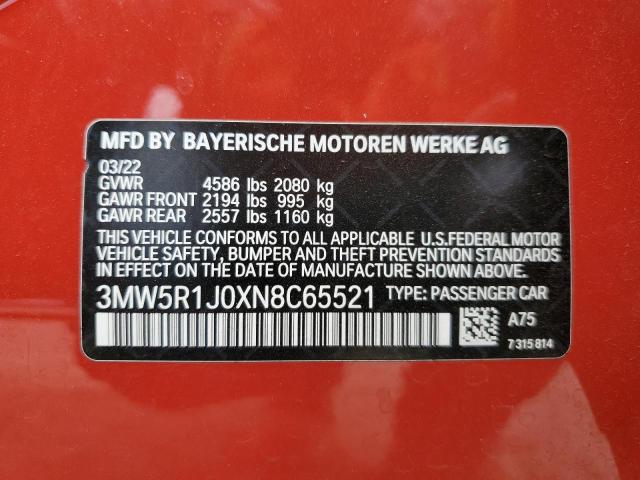 MFD BY BAYERISCHE MOTOREN WERKE AG
03/22
GVWR 4586 lbs 2080 kg
GAWR FRONT 2194 lbs 995 kg
GAWR REAR 2557 lbs 1160 kg
THIS VEHICLE CONFORMS TO ALL APPLICABLE U.S.FEDERAL MOTOR
VEHICLE SAFETY, BUMPER AND THEFT PREVENTION STANDARDS
IN EFFECT ON THE DATE OF MANUFACTURE SHOWN ABOVE.
3MW5R1J0XN8C65521 TYPE: PASSENGER CAR
A75
7 315 814